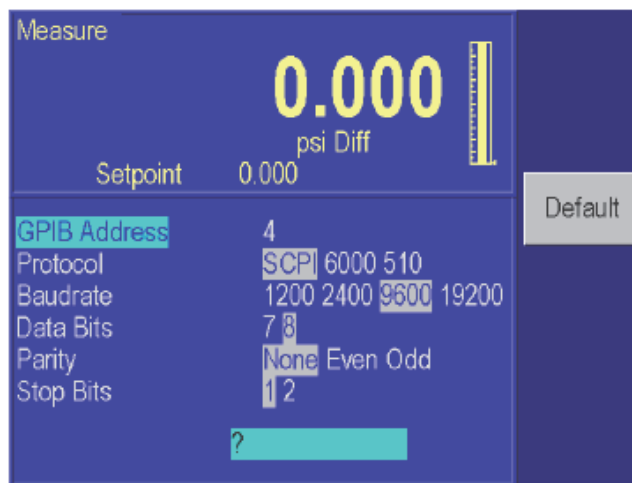 Measure
0.000
psi Diff
Setpoint 0.000
Default
GPIB Address 4
Protocol SCPI 6000 510
Baudrate 1200 2400 9600 19200
Data Bits 7 8
Parity None Even Odd
Stop Bits 1 2
?